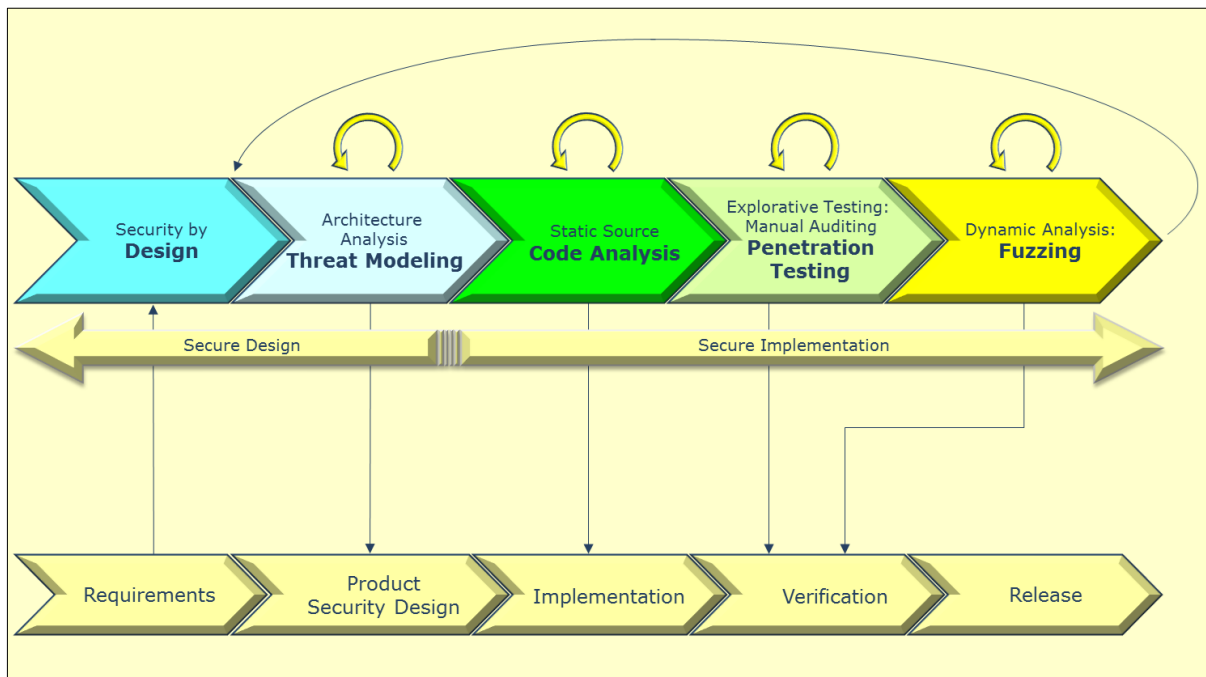 Security by
Design
Architecture
Analysis
Threat Modeling
Static Source
Code Analysis
Explorative Testing:
Manual Auditing
Penetration
Testing
Dynamic Analysis:
Fuzzing
Secure Design
Secure Implementation
Requirements
Product
Security Design
Implementation
Verification
Release